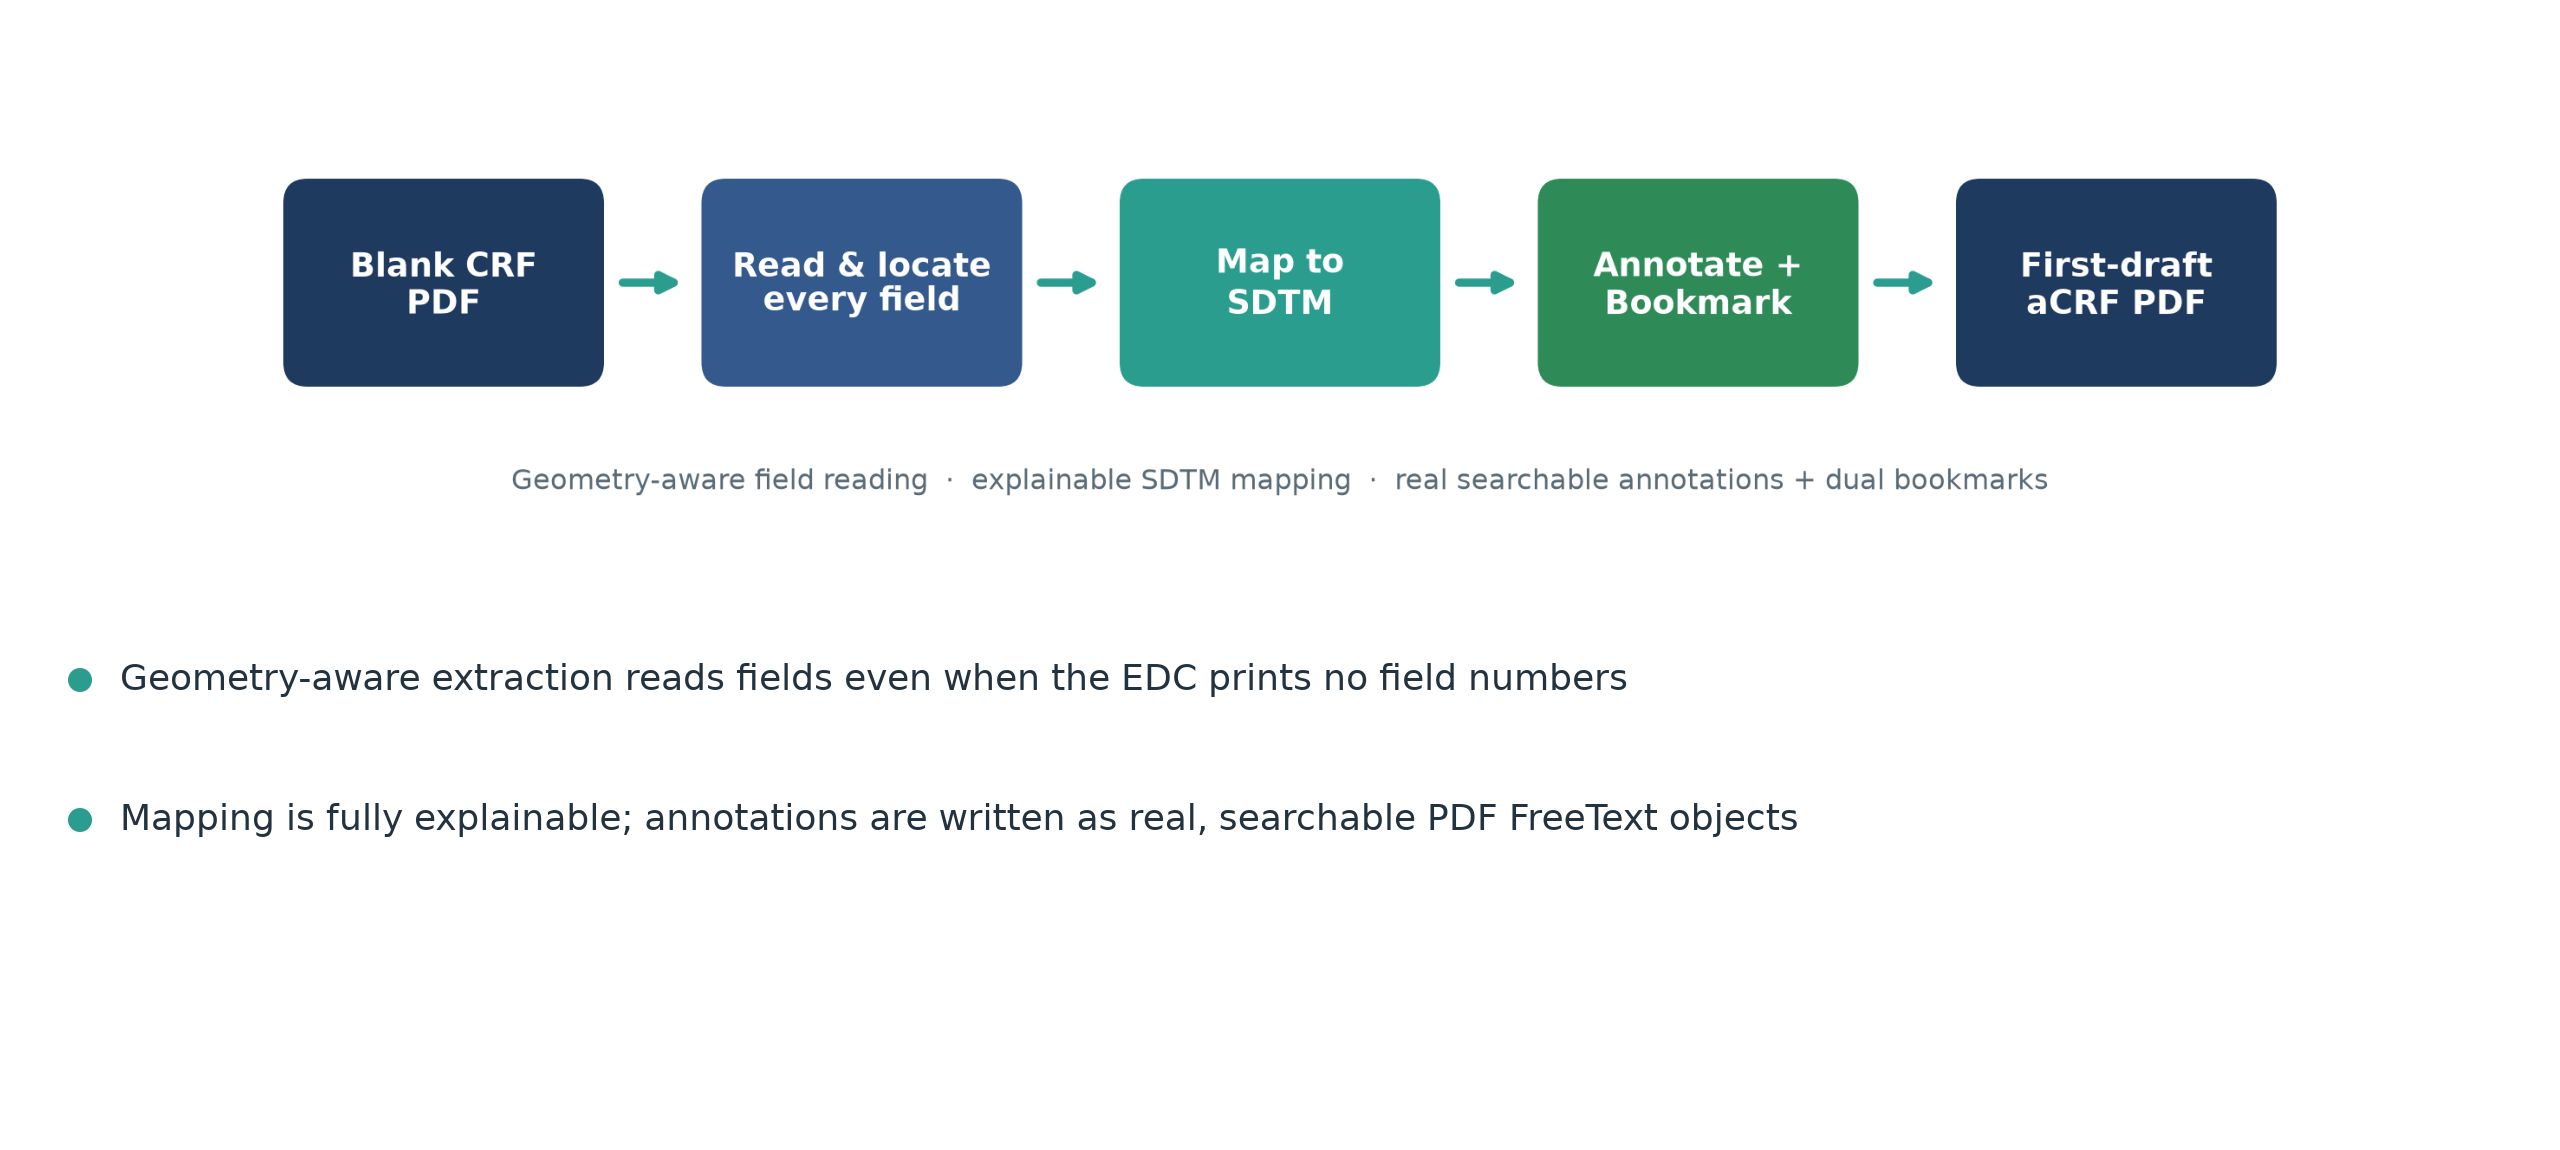 Blank CRF
PDF
Read & locate
every field
Map to
SDTM
Annotate +
Bookmark
First-draft
aCRF PDF
Geometry-aware field reading · explainable SDTM mapping · real searchable annotations + dual bookmarks
Geometry-aware extraction reads fields even when the EDC prints no field numbers
Mapping is fully explainable; annotations are written as real, searchable PDF FreeText objects